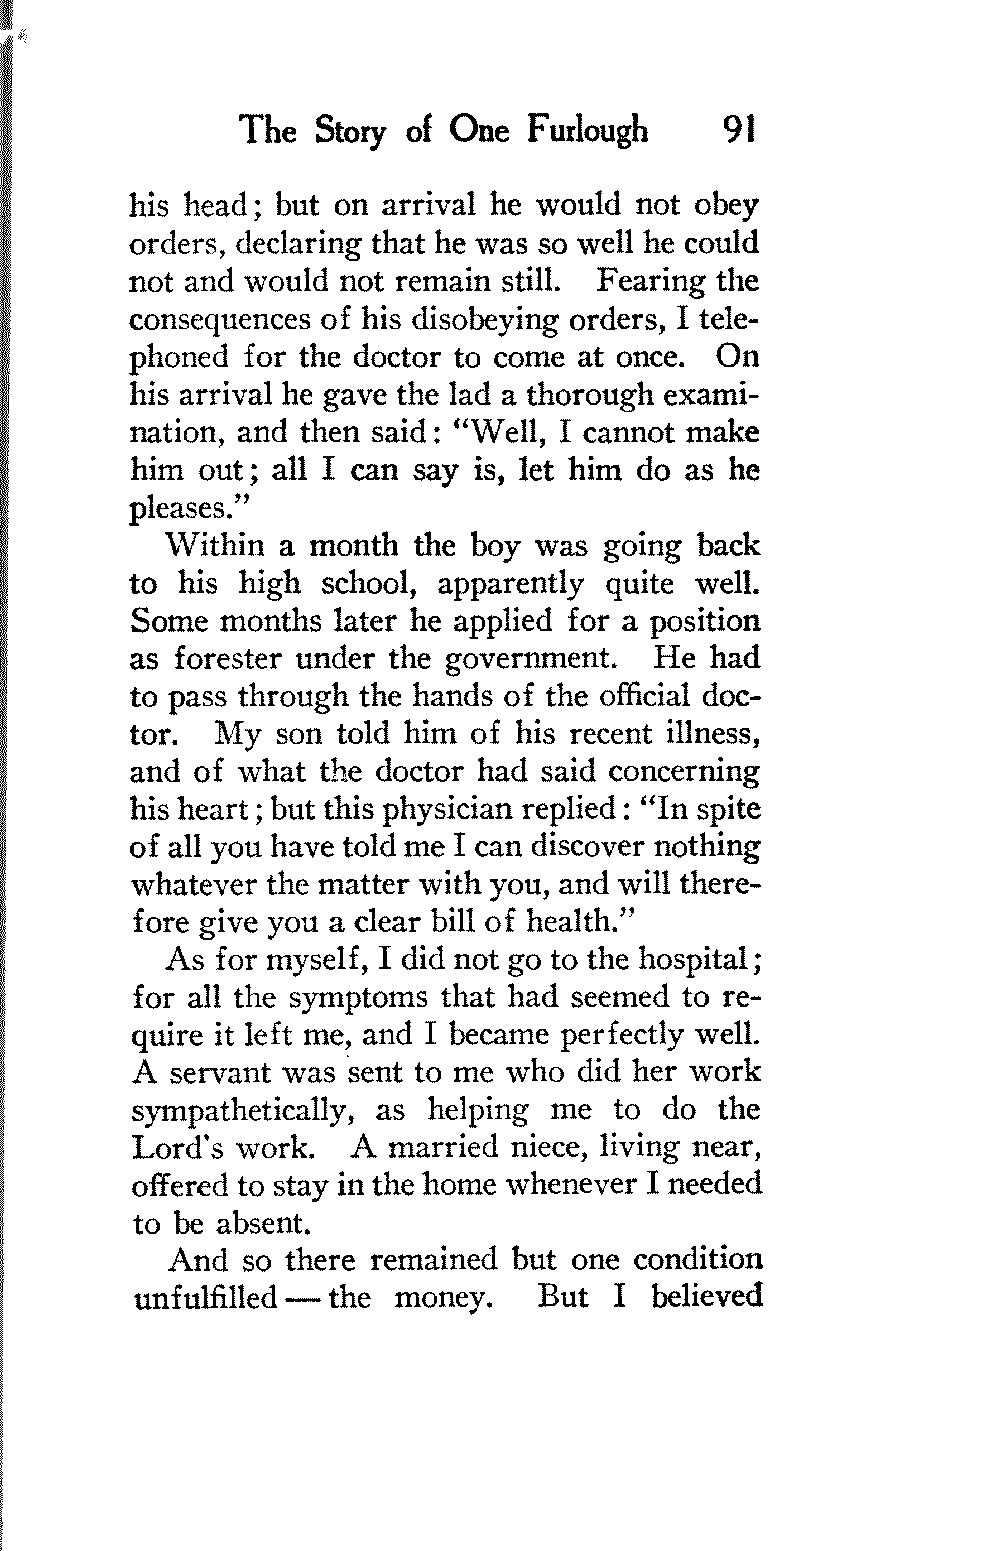 The Story of One Furlough 91
his head; but on arrival he would not obey
orders, declaring that he was so well he could
not and would not remain still. Fearing the
consequences of his disobeying orders, I tele-
phoned for the doctor to come at once. On
his arrival he gave the lad a thorough exami-
nation, and then said: “Well, I cannot make
him out; all I can say is, let him do as he
pleases.”
Within a month the boy was going back
to his high school, apparently quite well.
Some months later he applied for a position
as forester under the government. He had
to pass through the hands of the official doc-
tor. My son told him of his recent illness,
and of what the doctor had said concerning
his heart; but this physician replied: “In spite
of all you have told me I can discover nothing
whatever the matter with you, and will there-
fore give you a clear bill of health.”
As for myself, I did not go to the hospital;
for all the symptoms that had seemed to re-
quire it left me, and I became perfectly well.
A servant was sent to me who did her work
sympathetically, as helping me to do the
Lord's work. A married niece, living near,
offered to stay in the home whenever I needed
to be absent.
And so there remained but one condition
unfulfilled — the money. But I believed